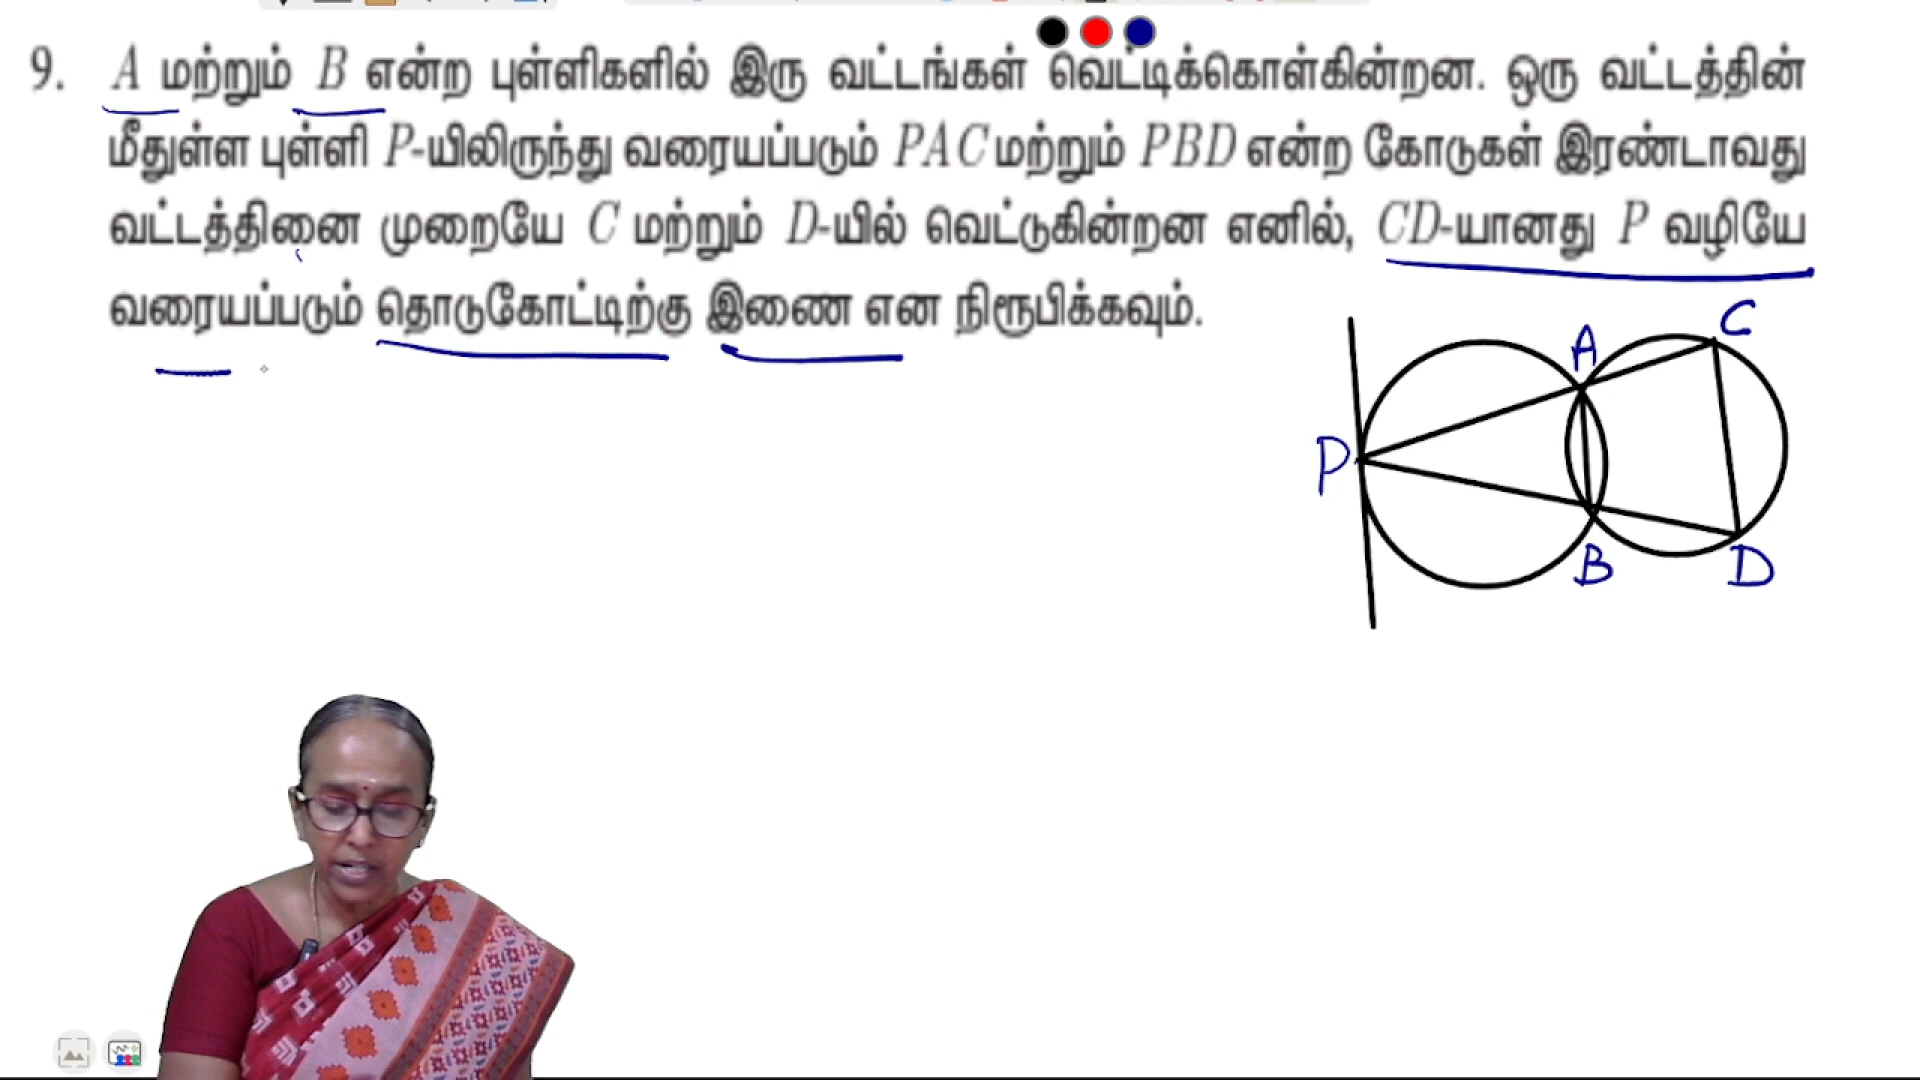 9. A மற்றும் B என்ற புள்ளிகளில் இரு வட்டங்கள் வெட்டிக்கொள்கின்றன. ஒரு வட்டத்தின்
மீதுள்ள புள்ளி P-யிலிருந்து வரையப்படும் PAC மற்றும் PBD என்ற கோடுகள் இரண்டாவது
வட்டத்தினை முறையே C மற்றும் D-யில் வெட்டுகின்றன எனில், CD-யானது P வழியே
வரையப்படும் தொடுகோட்டிற்கு இணை என நிரூபிக்கவும்.
C
A
P
B
D